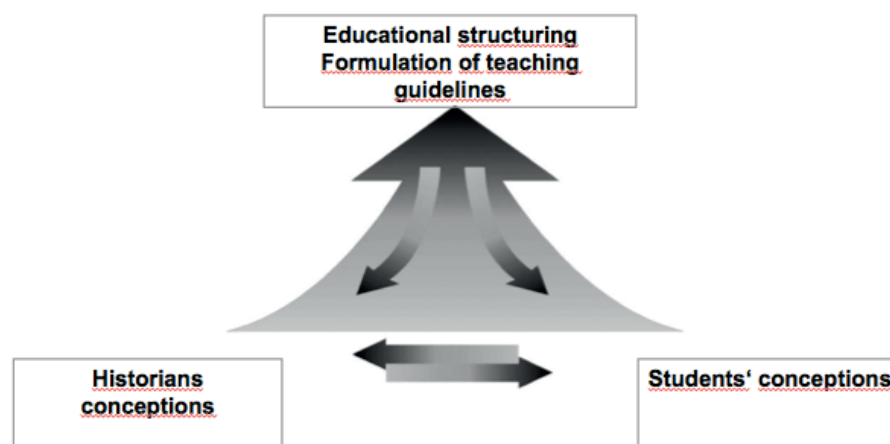 Educational structuring
Formulation of teaching
guidelines
Historians
conceptions
Students‘ conceptions